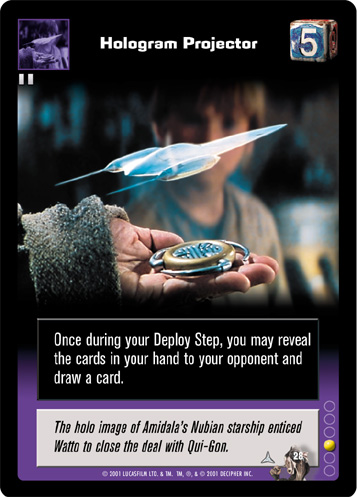 Hologram Projector
5
Once during your Deploy Step, you may reveal
the cards in your hand to your opponent and
draw a card.
The holo image of Amidala's Nubian starship enticed
Watto to close the deal with Qui-Gon.
28
© 2001 LUCASFILM LTD. & TM, TM, ®, & © 2001 DECIPHER INC.